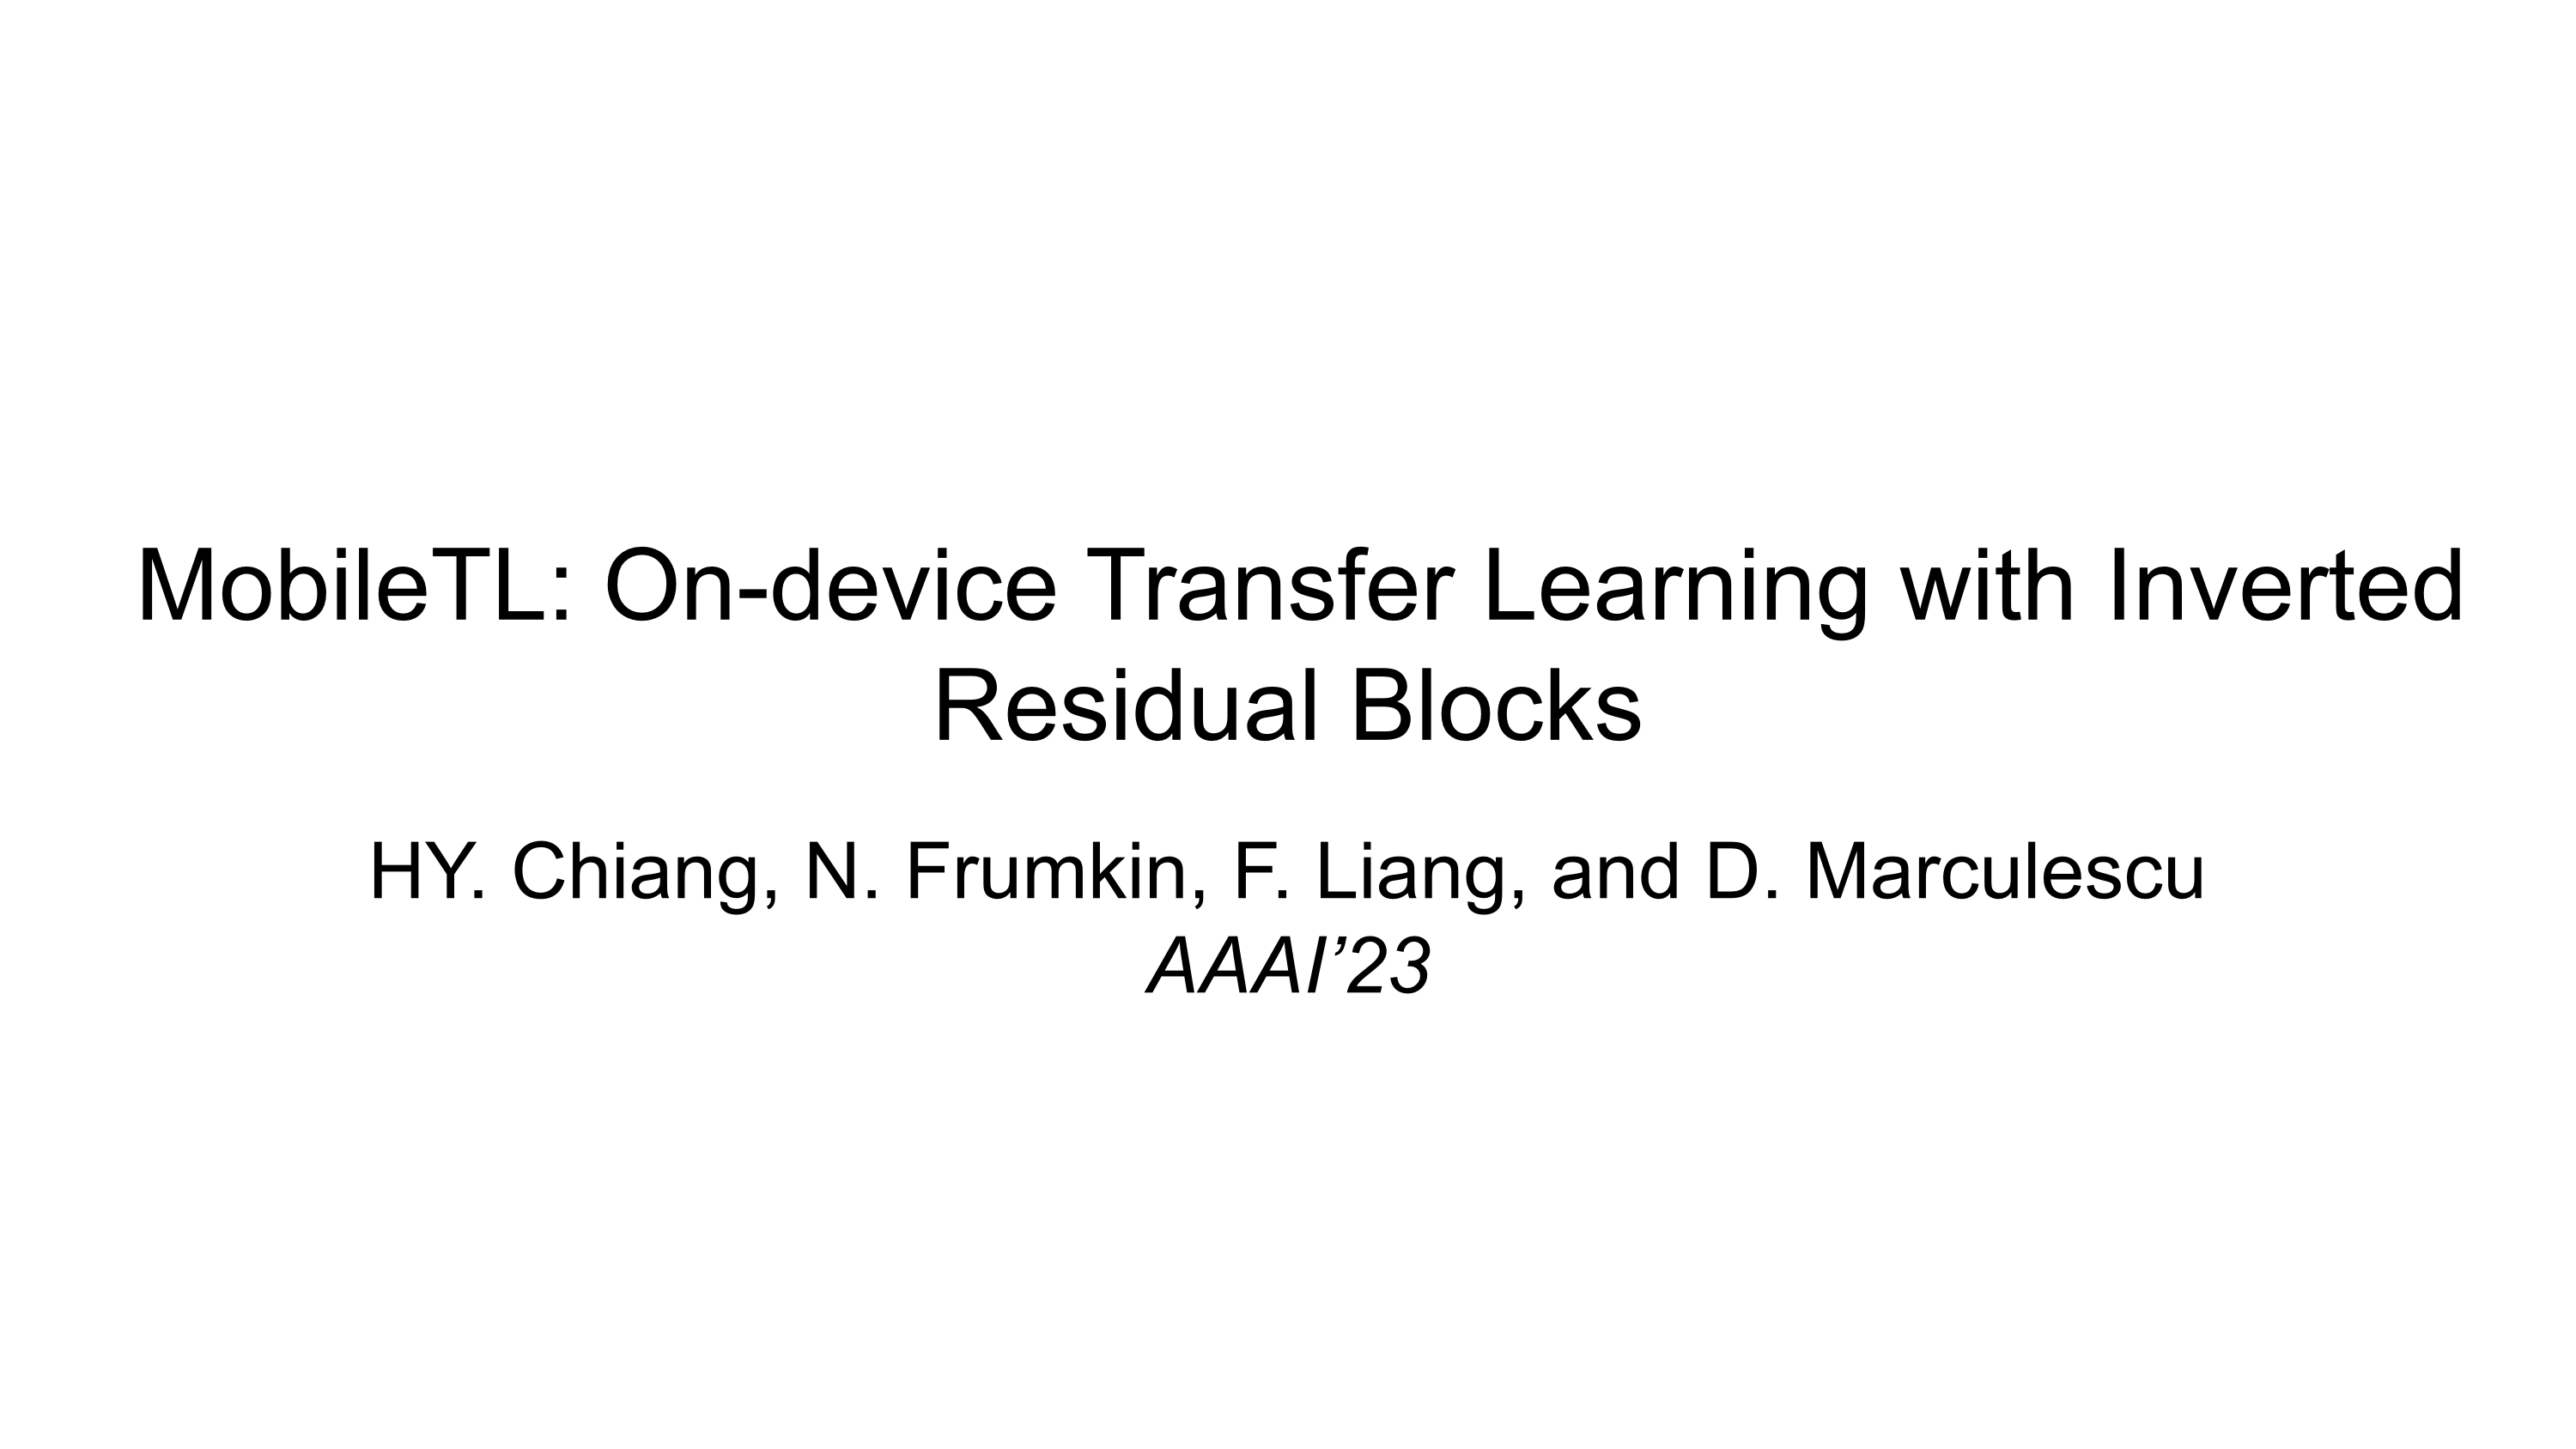 MobileTL: On-device Transfer Learning with Inverted
Residual Blocks
HY. Chiang, N. Frumkin, F. Liang, and D. Marculescu
AAAI’23